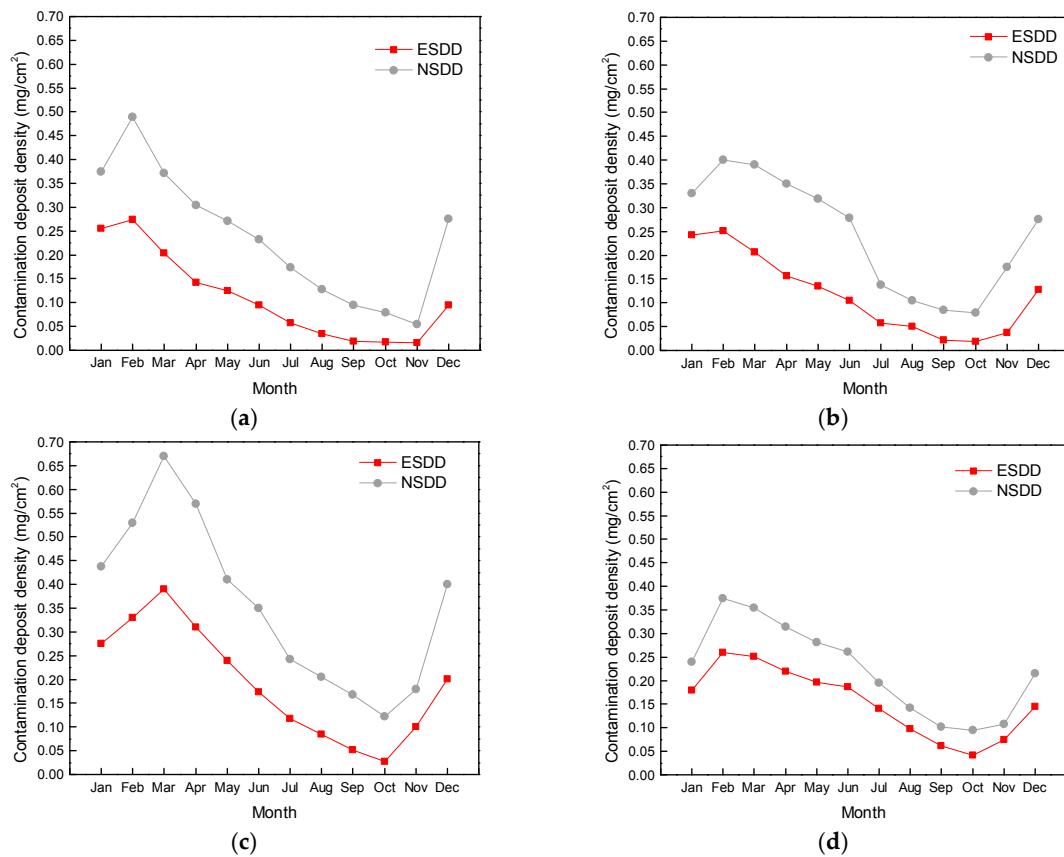 0.70
0.65
0.60
0.55
0.50
0.45
0.40
0.35
0.30
0.25
0.20
0.15
0.10
0.05
0.00
Contamination deposit density (mg/cm²)
ESDD
NSDD
Jan Feb Mar Apr May Jun Jul Aug Sep Oct Nov Dec
Month
(a)
0.70
0.65
0.60
0.55
0.50
0.45
0.40
0.35
0.30
0.25
0.20
0.15
0.10
0.05
0.00
Contamination deposit density (mg/cm²)
ESDD
NSDD
Jan Feb Mar Apr May Jun Jul Aug Sep Oct Nov Dec
Month
(b)
0.70
0.65
0.60
0.55
0.50
0.45
0.40
0.35
0.30
0.25
0.20
0.15
0.10
0.05
0.00
Contamination deposit density (mg/cm²)
ESDD
NSDD
Jan Feb Mar Apr May Jun Jul Aug Sep Oct Nov Dec
Month
(c)
0.70
0.65
0.60
0.55
0.50
0.45
0.40
0.35
0.30
0.25
0.20
0.15
0.10
0.05
0.00
Contamination deposit density (mg/cm²)
ESDD
NSDD
Jan Feb Mar Apr May Jun Jul Aug Sep Oct Nov Dec
Month
(d)